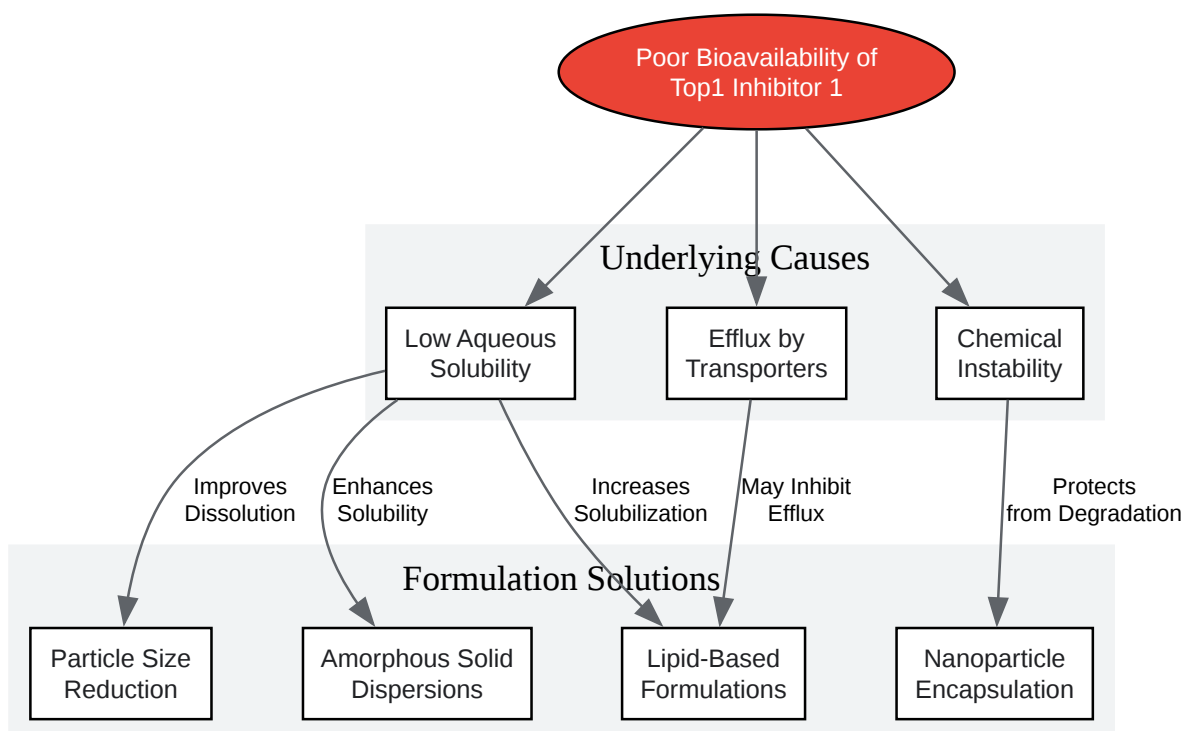 Poor Bioavailability of
Top1 Inhibitor 1
Underlying Causes
Low Aqueous
Solubility
Efflux by
Transporters
Chemical
Instability
Improves
Dissolution
Enhances
Solubility
Increases
Solubilization
May Inhibit
Efflux
Protects
from Degradation
Formulation Solutions
Particle Size
Reduction
Amorphous Solid
Dispersions
Lipid-Based
Formulations
Nanoparticle
Encapsulation